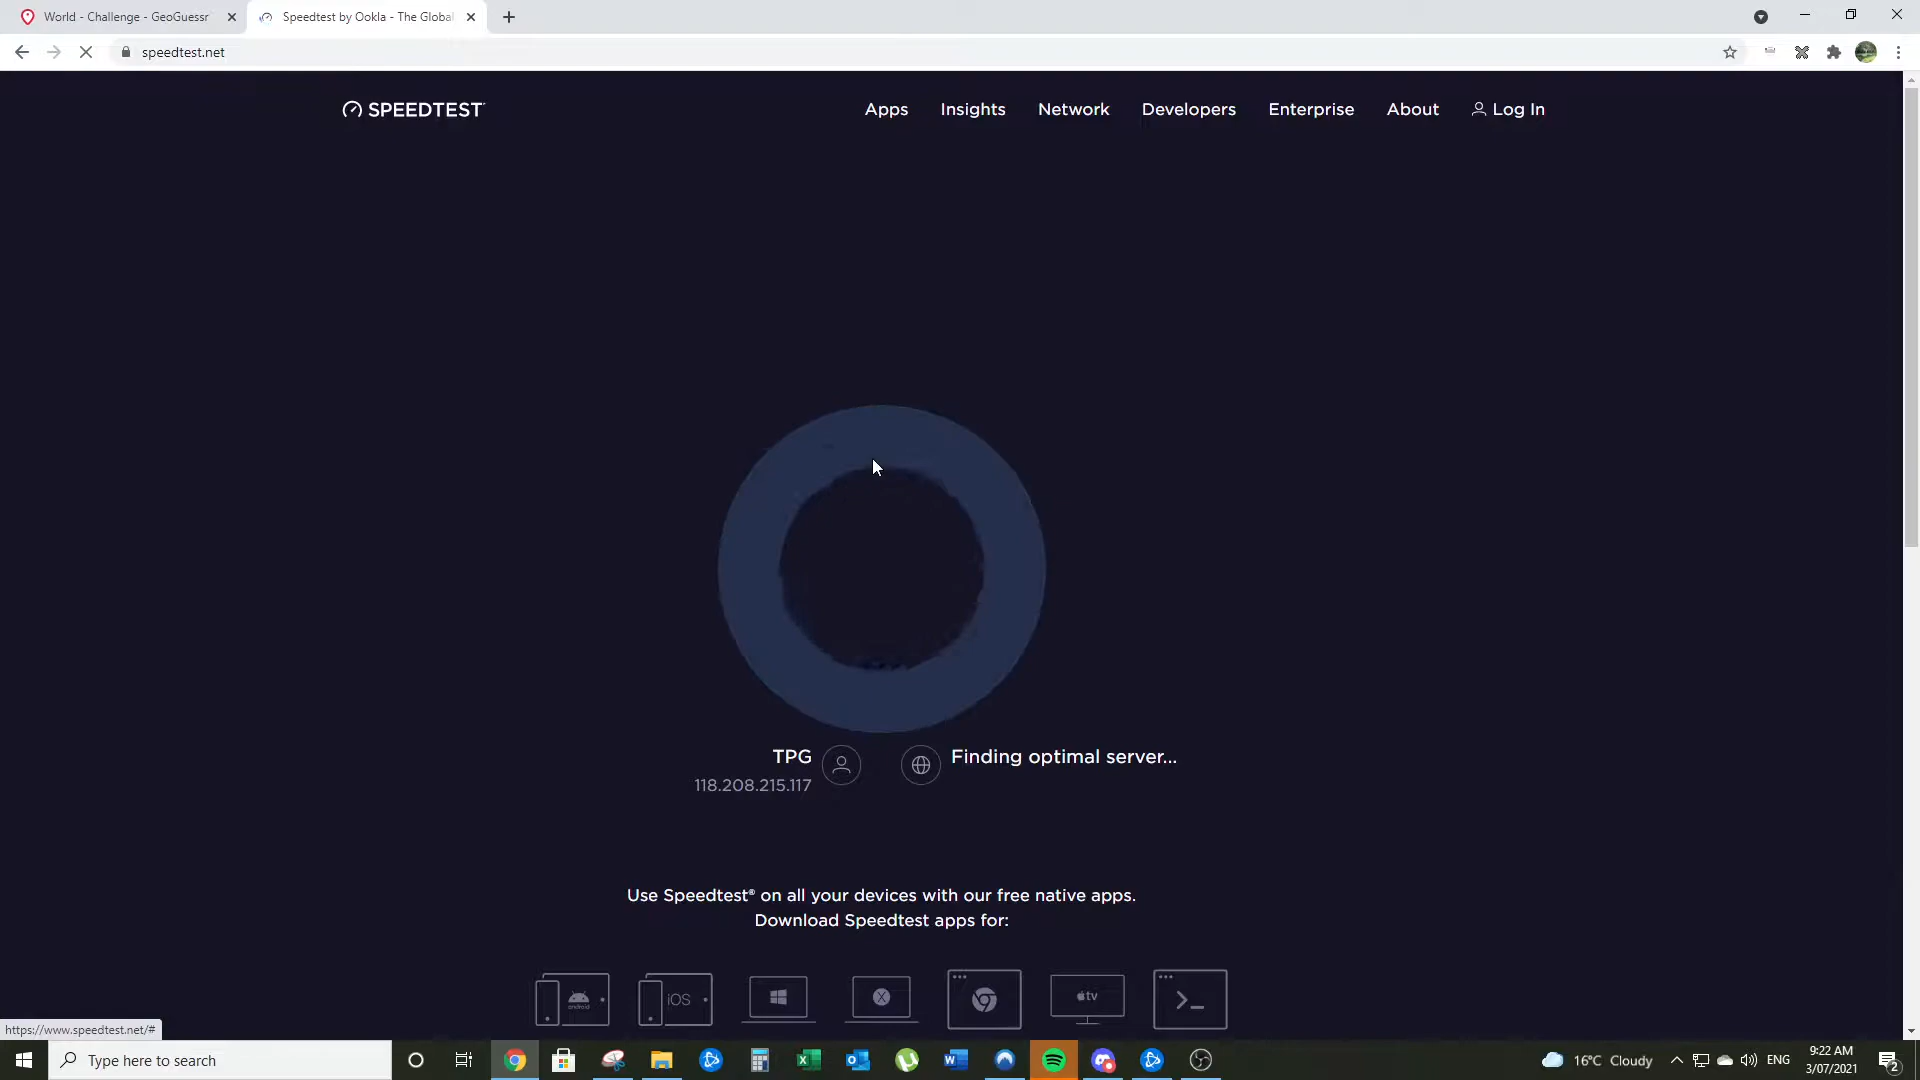 World - Challenge - GeoGuessr
Speedtest by Ookla - The Global
speedtest.net
SPEEDTEST
Apps
Insights
Network
Developers
Enterprise
About
Log In
TPG
118.208.215.117
Finding optimal server...
Use Speedtest® on all your devices with our free native apps.
Download Speedtest apps for:
android
iOS
tv
https://www.speedtest.net/#
Type here to search
16°C Cloudy
ENG
9:22 AM
3/07/2021
2